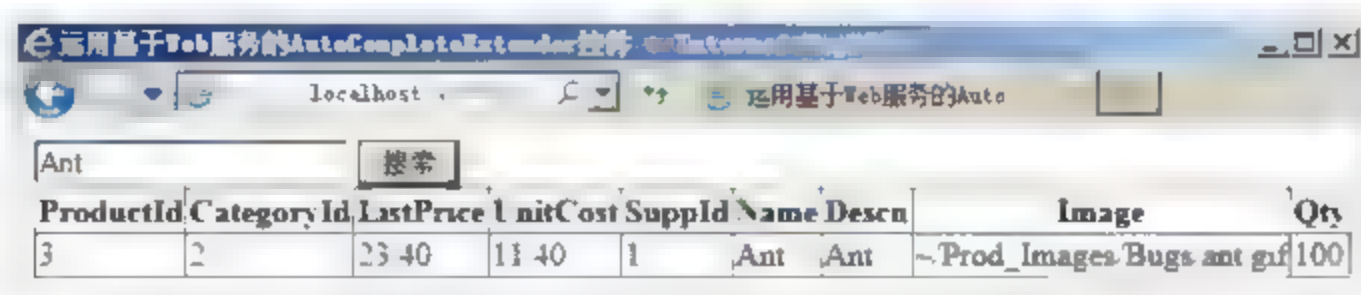 运用基于Web服务的AutoCompleteExtender控件
localhost 运用基于Web服务的Auto
Ant 搜索
ProductId CategoryId ListPrice UnitCost SuppId Name Descn Image Qty
3 2 23.40 11.40 1 Ant Ant ~/Prod_Images/Bugs/ant.gif 100